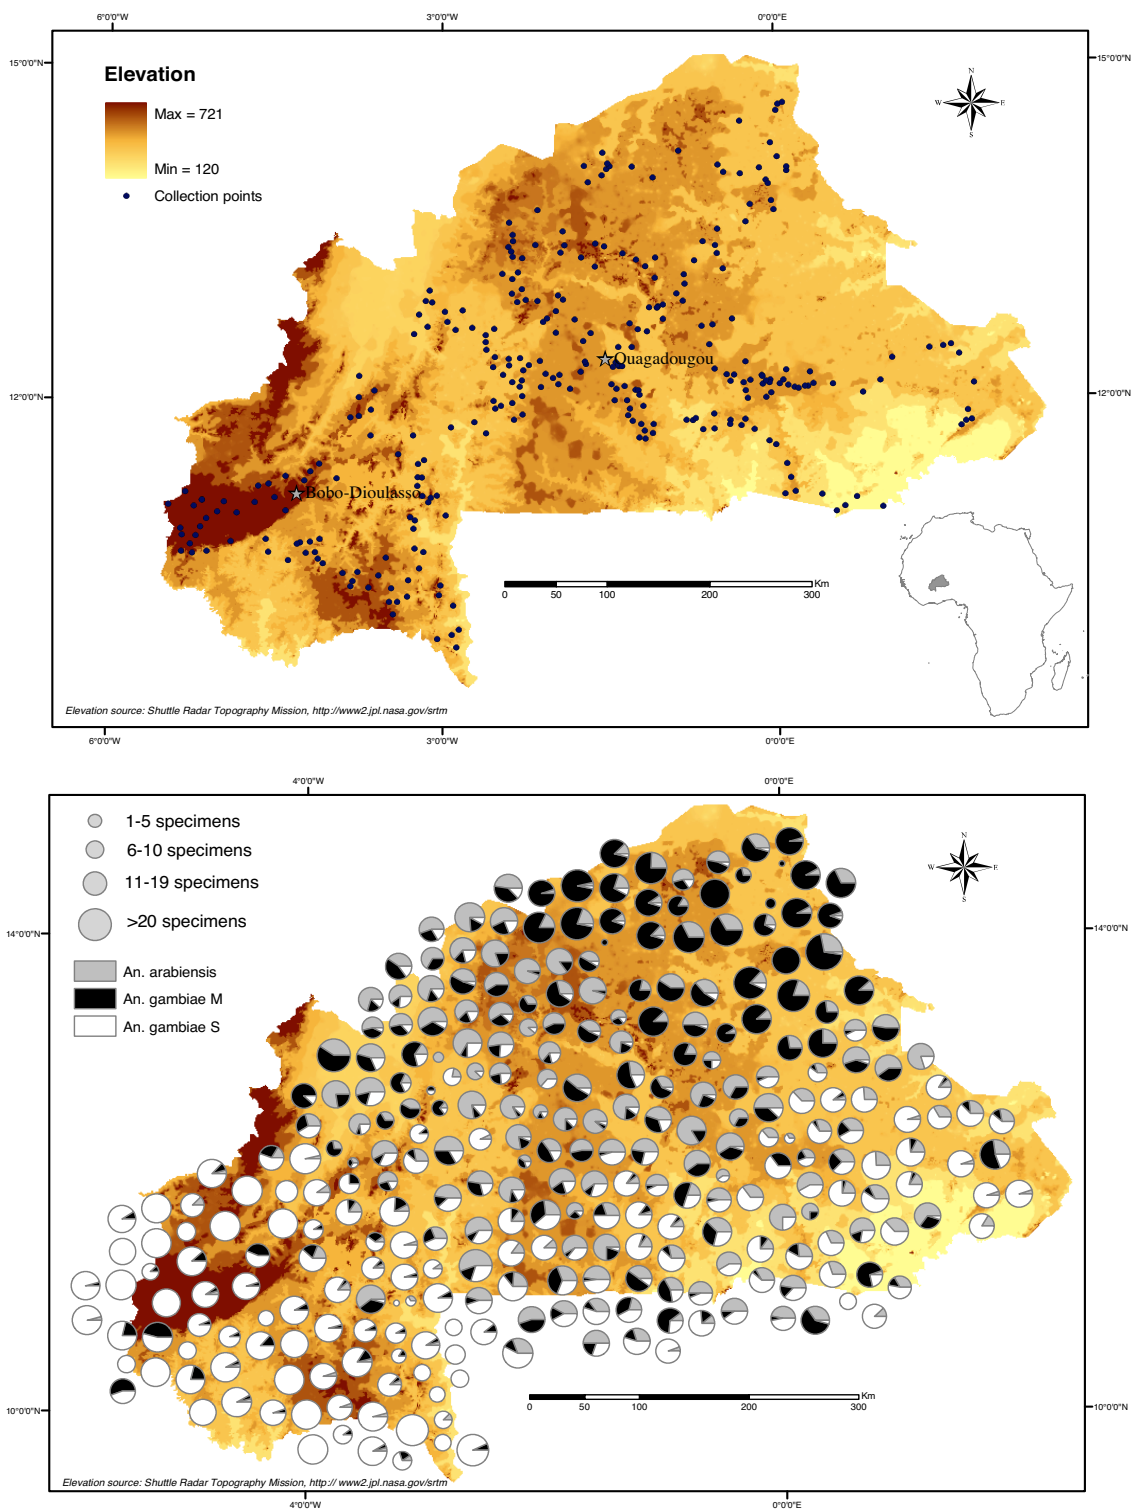 6°0'0"W 3°0'0"W 0°0'0"E
15°0'0"N 15°0'0"N
Elevation
Max = 721
Min = 120
Collection points
N
W E
S
Ouagadougou
12°0'0"N 12°0'0"N
Bobo-Dioulasso
Km
0 50 100 200 300
Elevation source: Shuttle Radar Topography Mission, http://www2.jpl.nasa.gov/srtm
6°0'0"W 3°0'0"W 0°0'0"E
4°0'0"W 0°0'0"E
1-5 specimens
6-10 specimens
11-19 specimens
>20 specimens
N
W E
S
14°0'0"N 14°0'0"N
An. arabiensis
An. gambiae M
An. gambiae S
Km
0 50 100 200 300
10°0'0"N 10°0'0"N
Elevation source: Shuttle Radar Topography Mission, http:// www2.jpl.nasa.gov/srtm
4°0'0"W 0°0'0"E